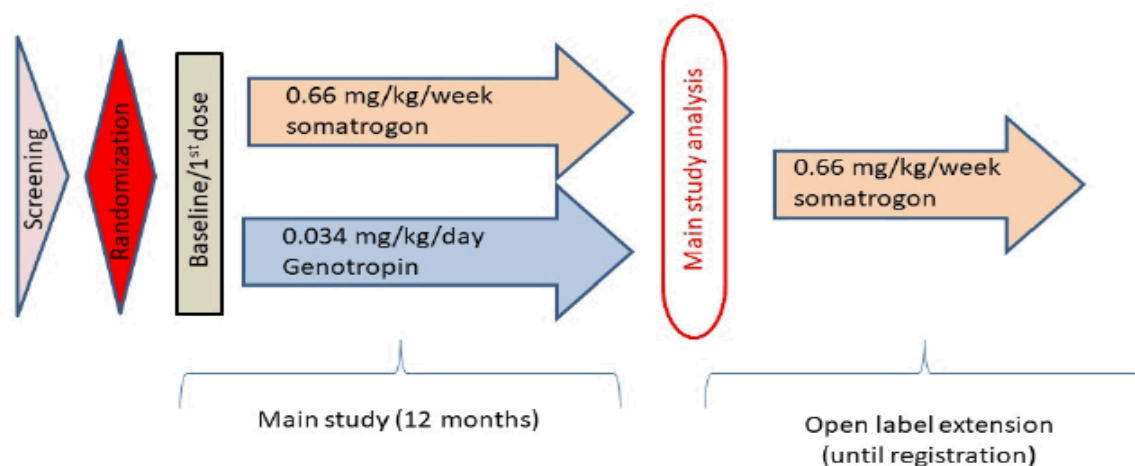 Screening
Randomization
Baseline/1st dose
0.66 mg/kg/week
somatrogon
0.034 mg/kg/day
Genotropin
Main study analysis
0.66 mg/kg/week
somatrogon
Main study (12 months)
Open label extension
(until registration)